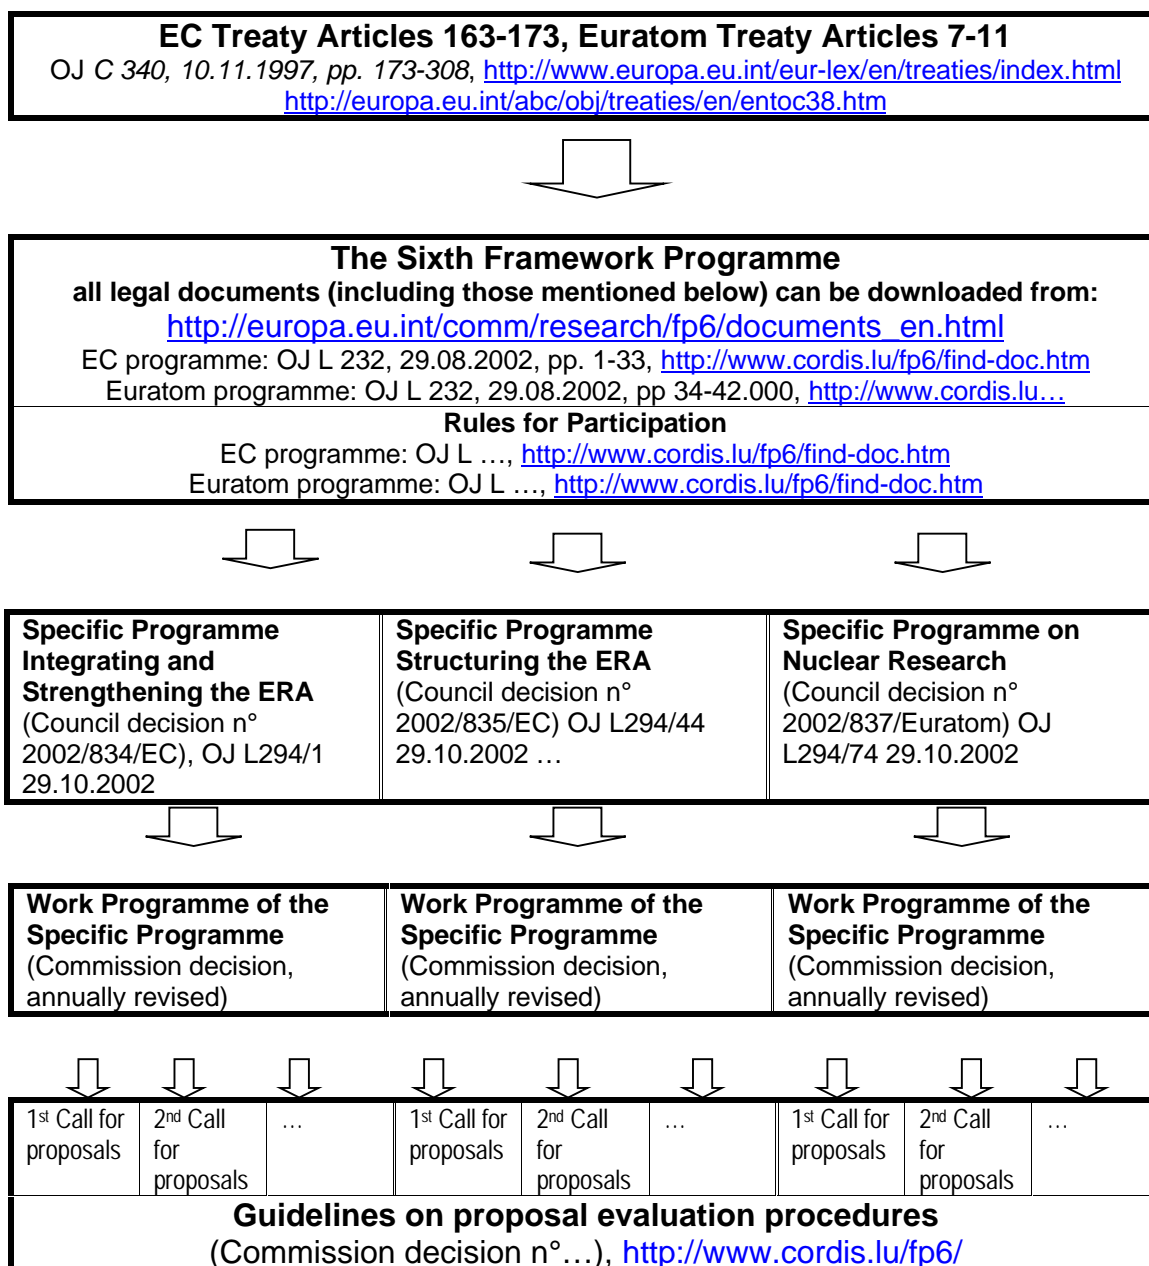 EC Treaty Articles 163-173, Euratom Treaty Articles 7-11
OJ C 340, 10.11.1997, pp. 173-308, http://www.europa.eu.int/eur-lex/en/treaties/index.html
http://europa.eu.int/abc/obj/treaties/en/entoc38.htm
The Sixth Framework Programme
all legal documents (including those mentioned below) can be downloaded from:
http://europa.eu.int/comm/research/fp6/documents_en.html
EC programme: OJ L 232, 29.08.2002, pp. 1-33, http://www.cordis.lu/fp6/find-doc.htm
Euratom programme: OJ L 232, 29.08.2002, pp 34-42.000, http://www.cordis.lu…
Rules for Participation
EC programme: OJ L …, http://www.cordis.lu/fp6/find-doc.htm
Euratom programme: OJ L …, http://www.cordis.lu/fp6/find-doc.htm
Specific Programme
Integrating and
Strengthening the ERA
(Council decision n°
2002/834/EC), OJ L294/1
29.10.2002
Specific Programme
Structuring the ERA
(Council decision n°
2002/835/EC) OJ L294/44
29.10.2002 …
Specific Programme on
Nuclear Research
(Council decision n°
2002/837/Euratom) OJ
L294/74 29.10.2002
Work Programme of the
Specific Programme
(Commission decision,
annually revised)
Work Programme of the
Specific Programme
(Commission decision,
annually revised)
Work Programme of the
Specific Programme
(Commission decision,
annually revised)
1st Call for
proposals
2nd Call
for
proposals
…
1st Call for
proposals
2nd Call
for
proposals
…
1st Call for
proposals
2nd Call
for
proposals
…
Guidelines on proposal evaluation procedures
(Commission decision n°…), http://www.cordis.lu/fp6/